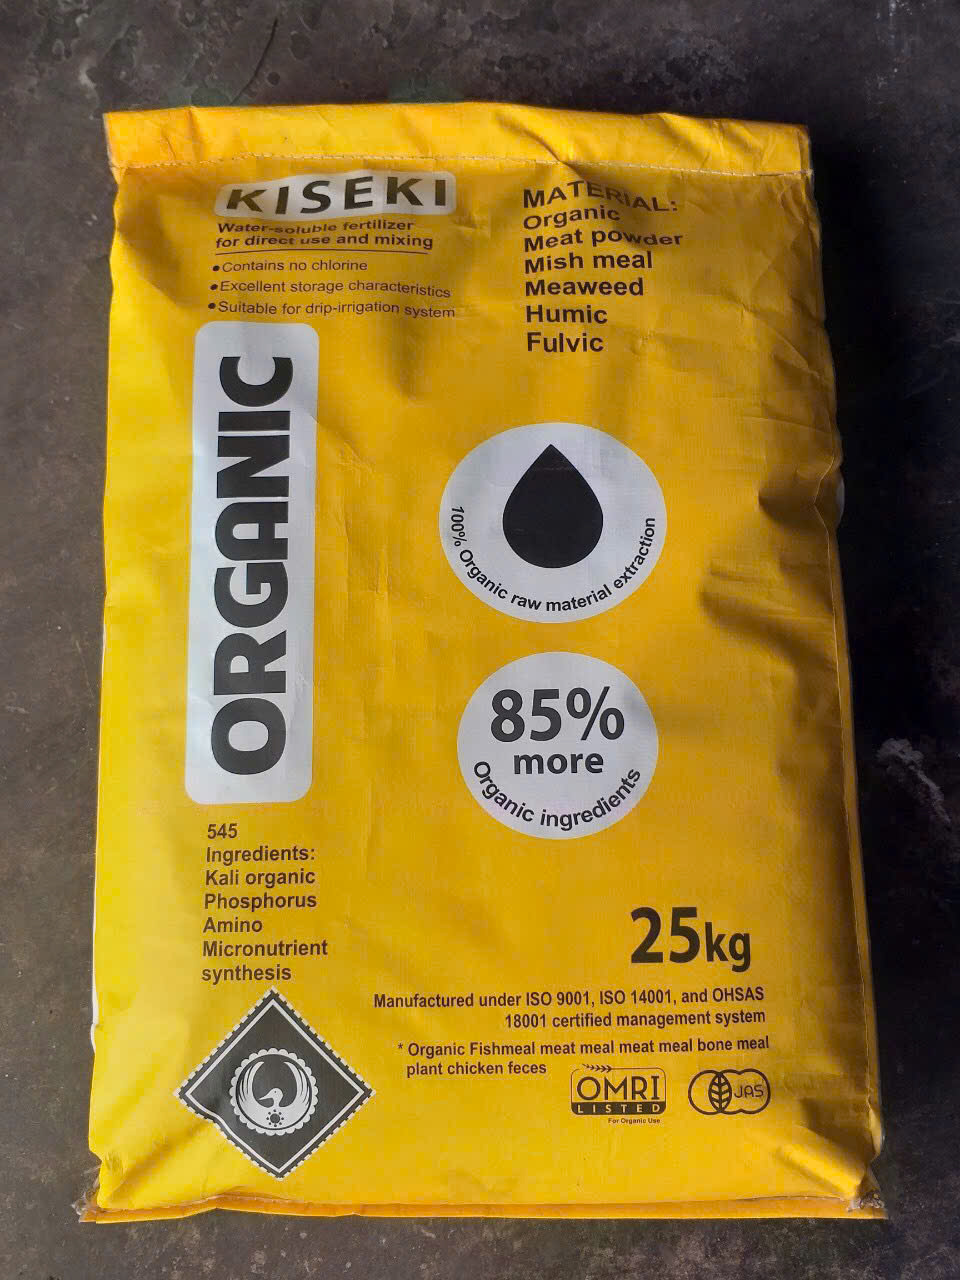 KISEKI
Water-soluble fertilizer
for direct use and mixing
•Contains no chlorine
•Excellent storage characteristics
•Suitable for drip-irrigation system
MATERIAL:
Organic
Meat powder
Mish meal
Meaweed
Humic
Fulvic
ORGANIC
100% Organic raw material extraction
85%
more
Organic ingredients
545
Ingredients:
Kali organic
Phosphorus
Amino
Micronutrient
synthesis
25kg
Manufactured under ISO 9001, ISO 14001, and OHSAS
18001 certified management system
* Organic Fishmeal meat meal meat meal bone meal
plant chicken feces
OMRI
LISTED
For Organic Use
JAS